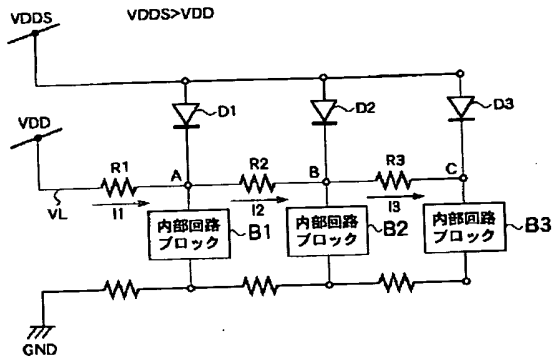 VDDS
VDDS>VDD
D1
D2
D3
VDD
R1
A
R2
B
R3
C
VL
I1
I2
I3
内部回路
ブロック
B1
内部回路
ブロック
B2
内部回路
ブロック
B3
GND